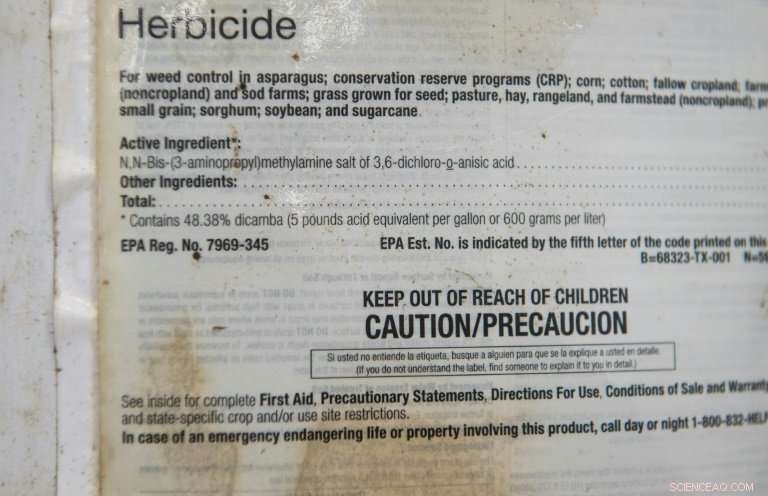 Herbicide
For weed control in asparagus; conservation reserve programs (CRP); corn; cotton; fallow cropland;
(noncropland) and sod farms; grass grown for seed; pasture, hay, rangeland, and farmstead (noncropland);
small grain; sorghum; soybean; and sugarcane.
Active Ingredient*:
N,N-Bis-(3-aminopropyl)methylamine salt of 3,6-dichloro-o-anisic acid
Other Ingredients:
Total:
* Contains 48.38% dicamba (5 pounds acid equivalent per gallon or 600 grams per liter)
EPA Reg. No. 7969-345 EPA Est. No. is indicated by the fifth letter of the code printed on this
B=68323-TX-001
KEEP OUT OF REACH OF CHILDREN
CAUTION/PRECAUCION
Si usted no entiende la etiqueta, busque a alguien para que se la explique a usted en detalle.
(If you do not understand the label, find someone to explain it to you in detail.)
See inside for complete First Aid, Precautionary Statements, Directions For Use, Conditions of Sale and Warranty
and state-specific crop and/or use site restrictions.
In case of an emergency endangering life or property involving this product, call day or night 1-800-832-HELP
SCIENCEAQ.COM